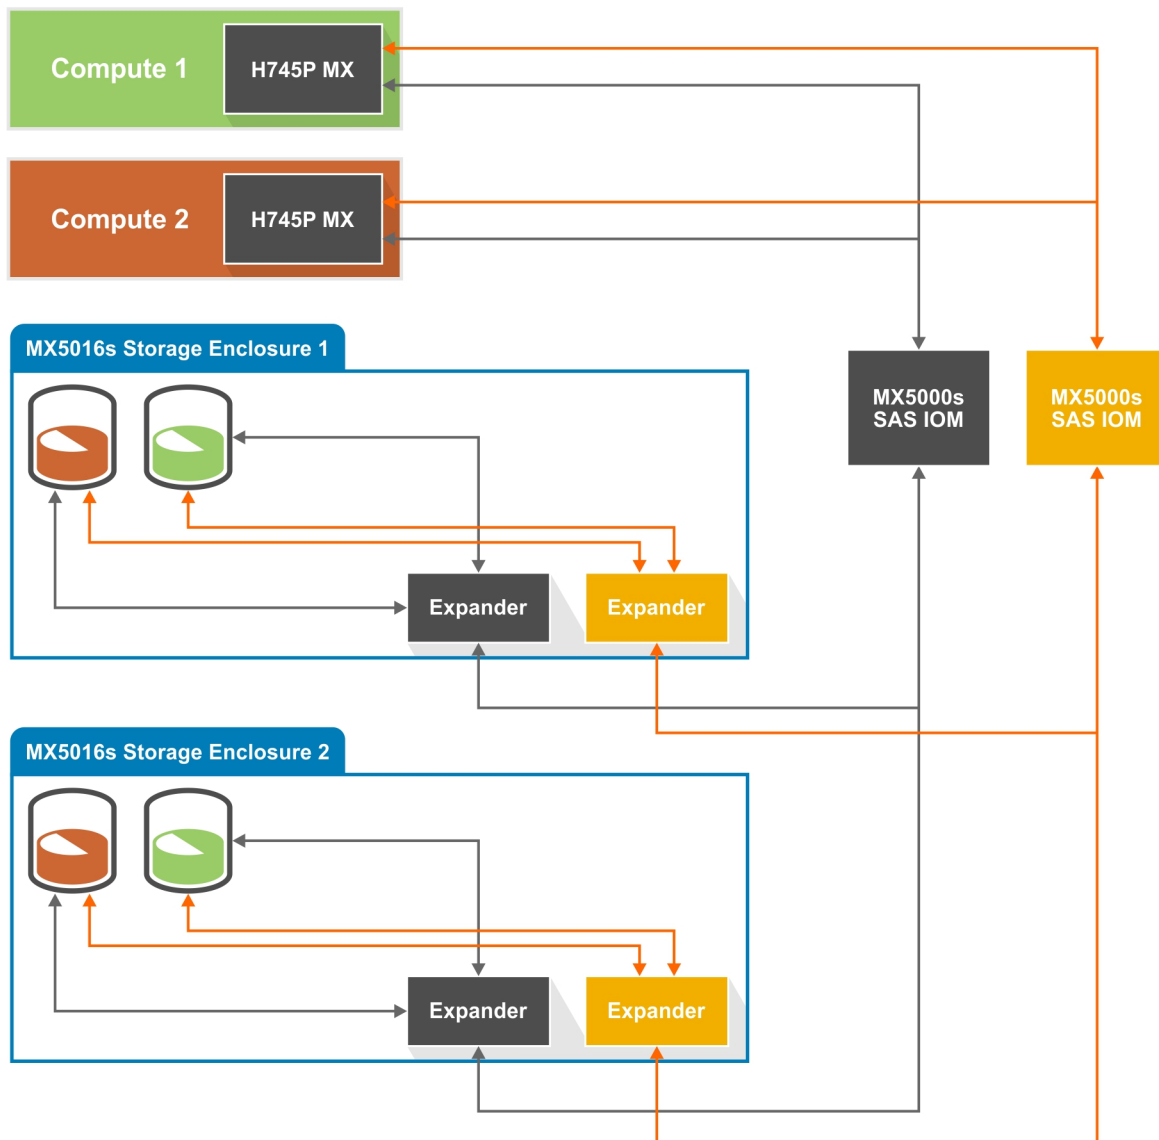 Compute 1
H745P MX
Compute 2
H745P MX
MX5016s Storage Enclosure 1
MX5000s
SAS IOM
MX5000s
SAS IOM
Expander
Expander
MX5016s Storage Enclosure 2
Expander
Expander